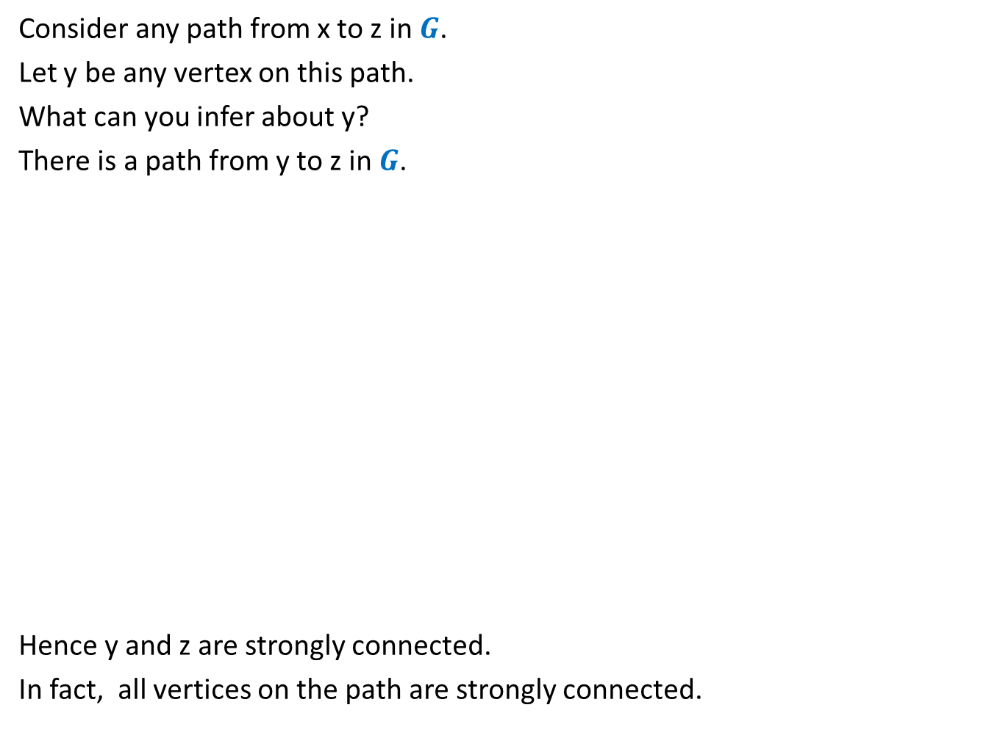 Consider any path from x to z in G.
Let y be any vertex on this path.
What can you infer about y?
There is a path from y to z in G.
Hence y and z are strongly connected.
In fact,  all vertices on the path are strongly connected.